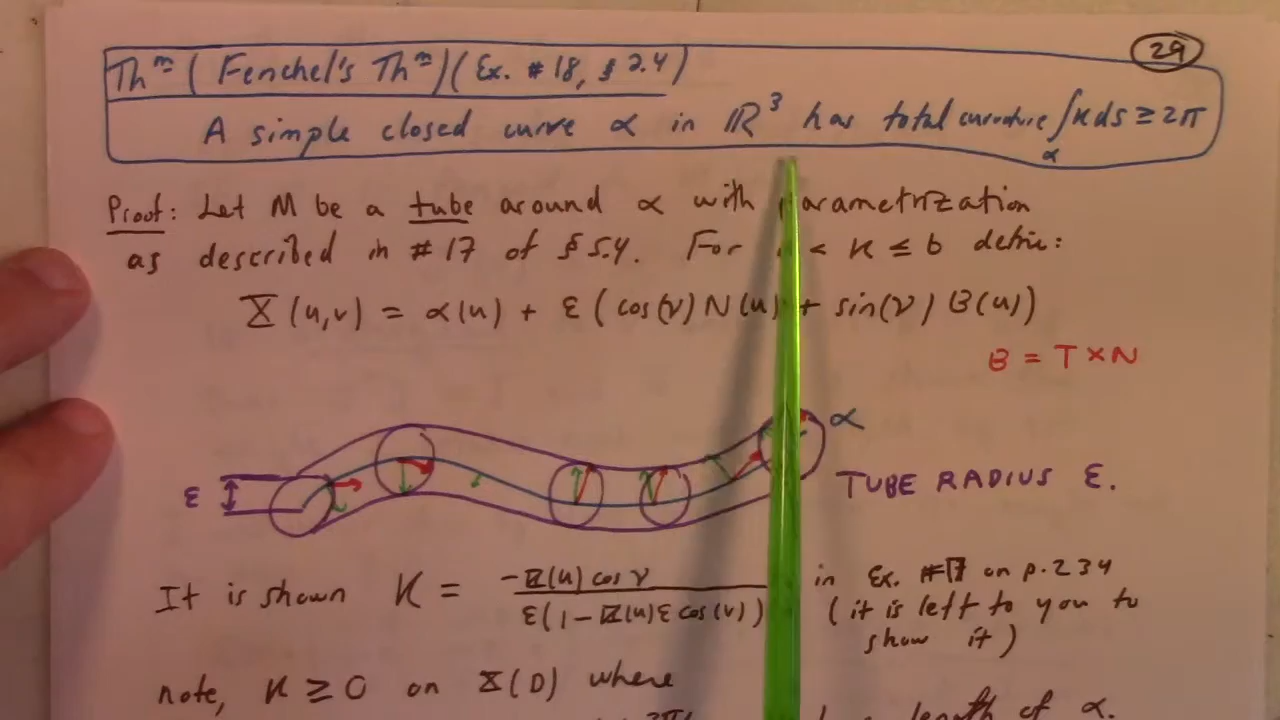 29
Thᵐ (Fenchel's Thᵐ)(Ex. #18, § 2.4)
A simple closed curve α in ℝ³ has total curvature ∫_α κ ds ≥ 2π
Proof: Let M be a tube around α with parametrization
as described in #17 of § 5.4. For < κ ≤ b define:
X (u,v) = α(u) + ε (cos(v) N(u) + sin(v) B(u))
B = T × N
α
ε
TUBE RADIUS ε.
It is shown K = -κ(u) cos v / ε(1 - κ(u) ε cos(v)) in Ex. #17 on p. 234
(it is left to you to
show it)
note, K ≥ 0 on X(D) where
length of α.